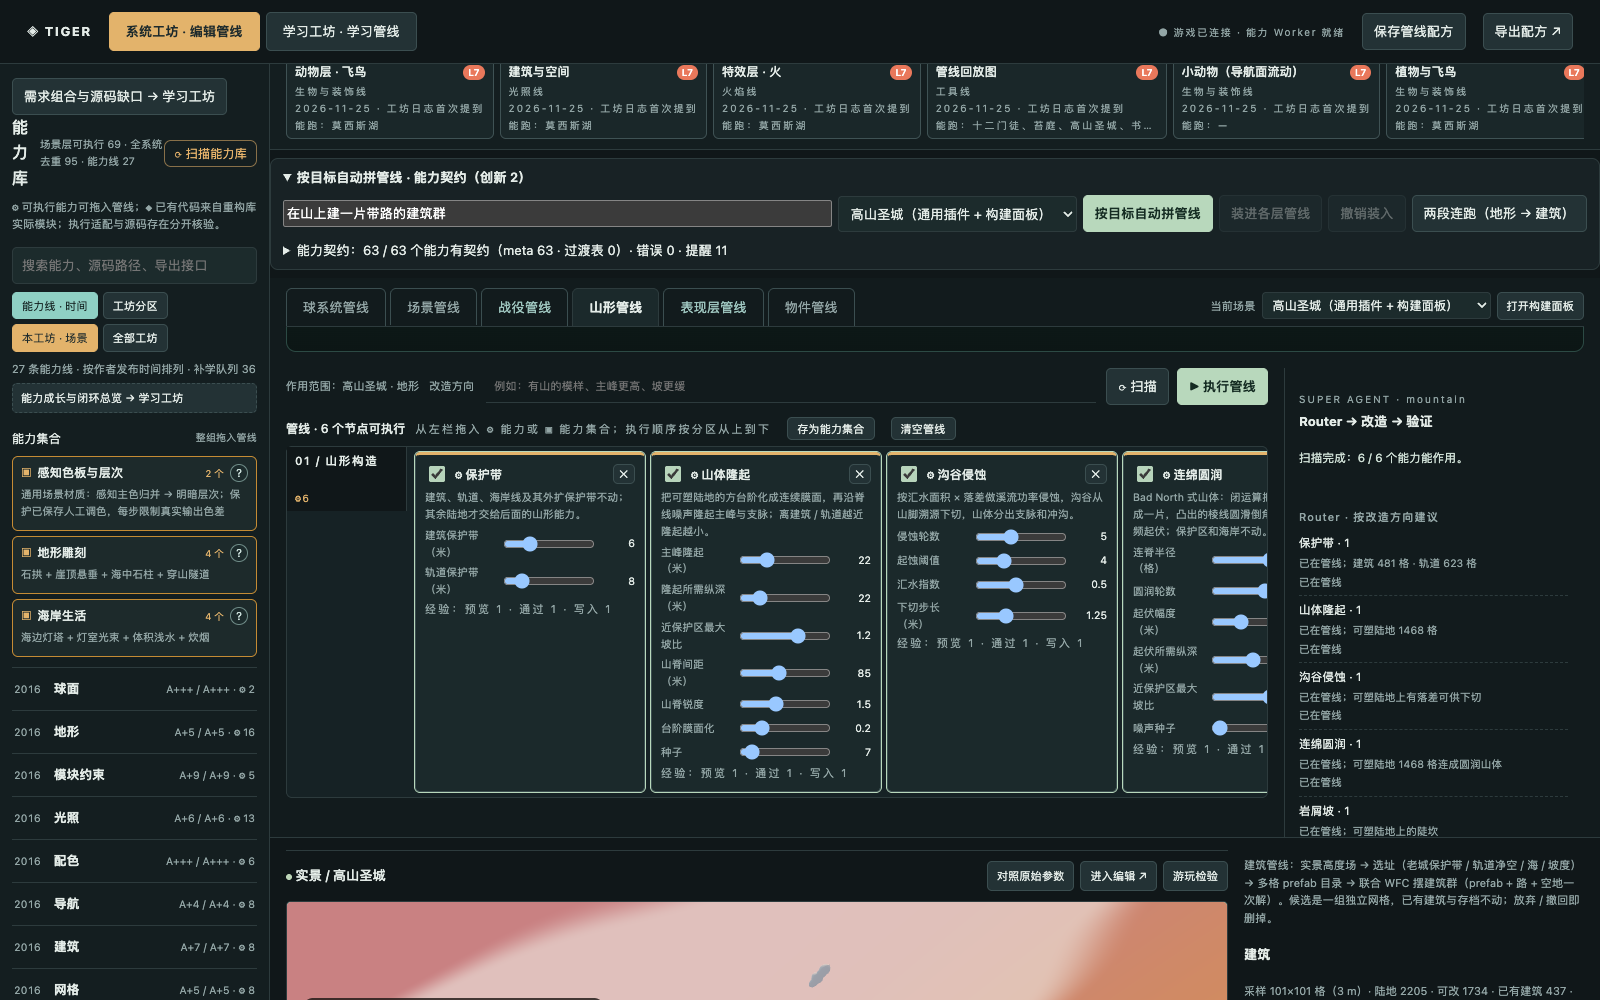 ◈ TIGER
系统工坊 · 编辑管线
学习工坊 · 学习管线
游戏已连接 · 能力 Worker 就绪
保存管线配方
导出配方 ↗
需求组合与源码缺口 → 学习工坊
能力库
场景层可执行 69 · 全系统去重 95 · 能力线 27
⟳ 扫描能力库
⚙ 可执行能力可拖入管线；◆ 已有代码来自重构库实际模块；执行适配与源码存在分开核验。
搜索能力、源码路径、导出接口
能力线 · 时间
工坊分区
本工坊 · 场景
全部工坊
27 条能力线 · 按作者发布时间排列 · 补学队列 36
能力成长与闭环总览 → 学习工坊
能力集合
整组拖入管线
▣ 感知色板与层次 2 个 ?
通用场景材质：感知主色归并 → 明暗层次；保护已保存人工调色，每步限制真实输出色差
▣ 地形雕刻 4 个 ?
石拱 + 崖顶悬垂 + 海中石柱 + 穿山隧道
▣ 海岸生活 4 个 ?
海边灯塔 + 灯室光束 + 体积浅水 + 炊烟
2016 球面 A+++ / A+++ · ⚙ 2
2016 地形 A+5 / A+5 · ⚙ 16
2016 模块约束 A+9 / A+9 · ⚙ 5
2016 光照 A+6 / A+6 · ⚙ 13
2016 配色 A+++ / A+++ · ⚙ 6
2016 导航 A+4 / A+4 · ⚙ 8
2016 建筑 A+7 / A+7 · ⚙ 8
2016 网格 A+5 / A+5 · ⚙ 8
动物层 · 飞鸟 L7
生物与装饰线
2026-11-25 · 工坊日志首次提到
能跑：莫西斯湖
建筑与空间 L7
光照线
2026-11-25 · 工坊日志首次提到
能跑：莫西斯湖
特效层 · 火 L7
火焰线
2026-11-25 · 工坊日志首次提到
能跑：莫西斯湖
管线回放图 L7
工具线
2026-11-25 · 工坊日志首次提到
能跑：十二门徒、苔庭、高山圣城、书…
小动物（导航面流动） L7
生物与装饰线
2026-11-25 · 工坊日志首次提到
能跑：—
植物与飞鸟 L7
生物与装饰线
2026-11-25 · 工坊日志首次提到
能跑：莫西斯湖
▼ 按目标自动拼管线 · 能力契约（创新 2）
在山上建一片带路的建筑群
高山圣城（通用插件 + 构建面板）
按目标自动拼管线
装进各层管线
撤销装入
两段连跑（地形 → 建筑）
▶ 能力契约：63 / 63 个能力有契约（meta 63 · 过渡表 0）· 错误 0 · 提醒 11
球系统管线
场景管线
战役管线
山形管线
表现层管线
物件管线
当前场景
高山圣城（通用插件 + 构建面板）
打开构建面板
作用范围：高山圣城 · 地形
改造方向
例如：有山的模样、主峰更高、坡更缓
⟳ 扫描
▶ 执行管线
管线 · 6 个节点可执行
从左栏拖入 ⚙ 能力或 ▣ 能力集合；执行顺序按分区从上到下
存为能力集合
清空管线
01 / 山形构造
⚙6
⚙ 保护带 ✕
建筑、轨道、海岸线及其外扩保护带不动；其余陆地才交给后面的山形能力。
建筑保护带（米） 6
轨道保护带（米） 8
经验：预览 1 · 通过 1 · 写入 1
⚙ 山体隆起 ✕
把可塑陆地的方台阶化成连续膜面，再沿脊线噪声隆起主峰与支脉；离建筑 / 轨道越近隆起越小。
主峰隆起（米） 22
隆起所需纵深（米） 22
近保护区最大坡比 1.2
山脊间距（米） 85
山脊锐度 1.5
台阶膜面化 0.2
种子 7
经验：预览 1 · 通过 1 · 写入 1
⚙ 沟谷侵蚀 ✕
按汇水面积 × 落差做溪流功率侵蚀，沟谷从山脚溯源下切，山体分出支脉和冲沟。
侵蚀轮数 5
起蚀阈值 4
汇水指数 0.5
下切步长（米） 1.25
经验：预览 1 · 通过 1 · 写入 1
⚙ 连绵圆润
Bad North 式山体：闭运算
成一片，凸出的棱线圆滑倒
频起伏；保护区和海岸不动。
连脊半径（格）
圆润轮数
起伏幅度（米）
起伏所需纵深（米）
近保护区最大坡比
噪声种子
经验：预览 1 · 通过 1
SUPER AGENT · mountain
Router → 改造 → 验证
扫描完成：6 / 6 个能力能作用。
Router · 按改造方向建议
保护带 · 1
已在管线；建筑 481 格 · 轨道 623 格
已在管线
山体隆起 · 1
已在管线；可塑陆地 1468 格
已在管线
沟谷侵蚀 · 1
已在管线；可塑陆地上有落差可供下切
已在管线
连绵圆润 · 1
已在管线；可塑陆地 1468 格连成圆润山体
已在管线
岩屑坡 · 1
已在管线；可塑陆地上的陡坎
● 实景 / 高山圣城
对照原始参数
进入编辑 ↗
游玩检验
建筑管线：实景高度场 → 选址（老城保护带 / 轨道净空 / 海 / 坡度）→ 多格 prefab 目录 → 联合 WFC 摆建筑群（prefab + 路 + 空地一次解）。候选是一组独立网格，已有建筑与存档不动；放弃 / 撤回即删掉。
建筑
采样 101×101 格（3 m）· 陆地 2205 · 可改 1734 · 已有建筑 437 ·